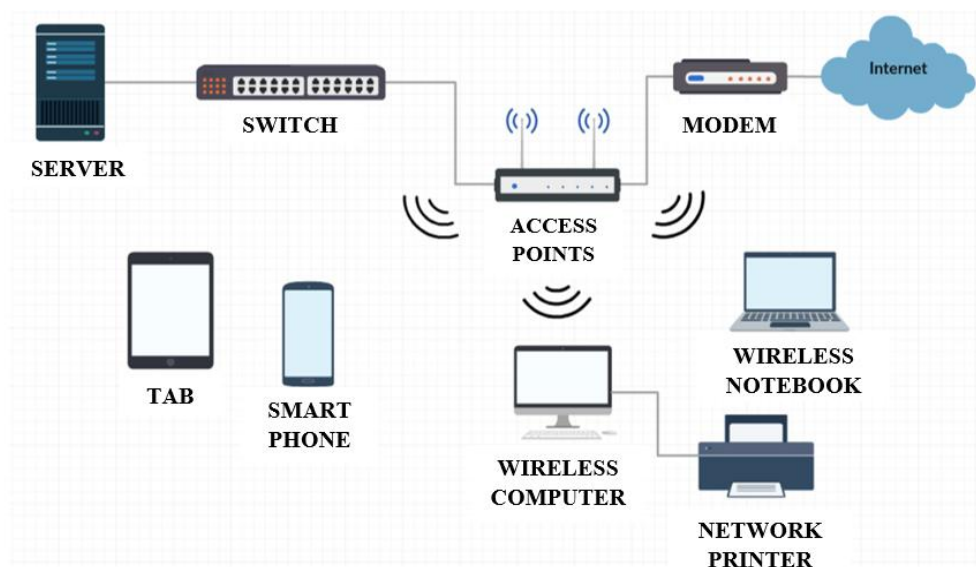 Internet
SWITCH
MODEM
SERVER
ACCESS
POINTS
WIRELESS
NOTEBOOK
TAB
SMART
PHONE
WIRELESS
COMPUTER
NETWORK
PRINTER